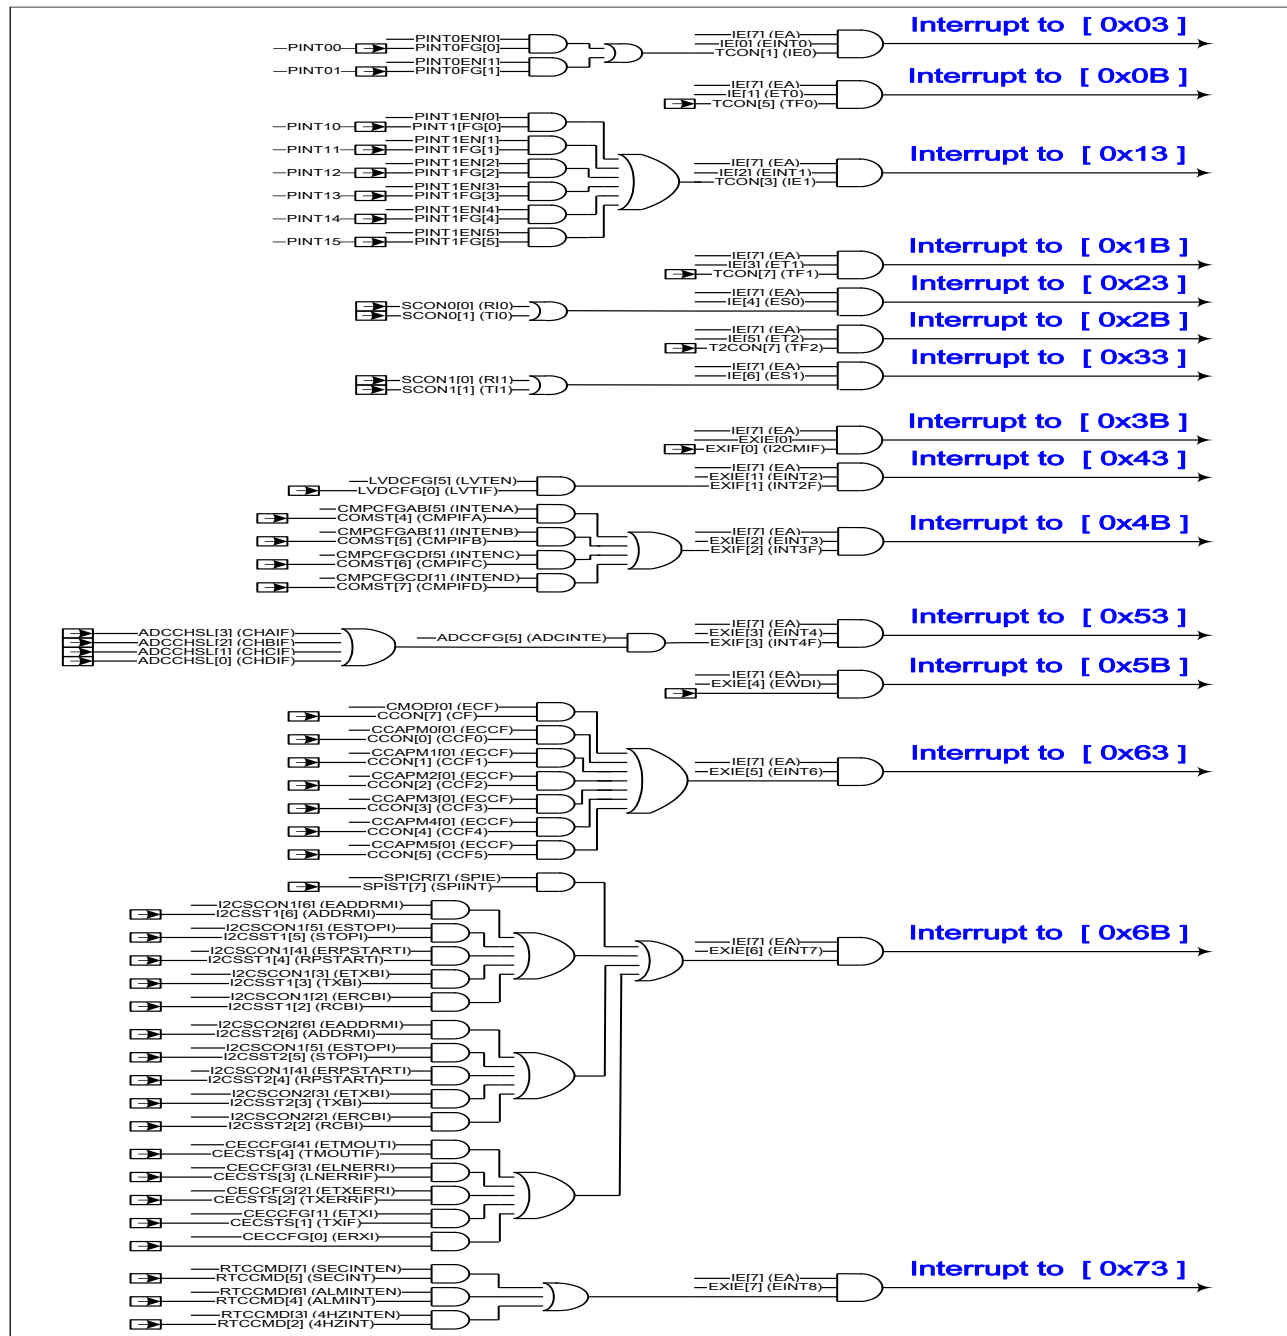 PINT0EN[0]
PINT00 PINT0FG[0]
PINT0EN[1]
PINT01 PINT0FG[1]
IE[7] (EA)
IE[0] (EINT0)
TCON[1] (IE0)
Interrupt to [ 0x03 ]
IE[7] (EA)
IE[1] (ET0)
TCON[5] (TF0)
Interrupt to [ 0x0B ]
PINT1EN[0]
PINT10 PINT1[FG[0]
PINT1EN[1]
PINT11 PINT1FG[1]
PINT1EN[2]
PINT12 PINT1FG[2]
PINT1EN[3]
PINT13 PINT1FG[3]
PINT1EN[4]
PINT14 PINT1FG[4]
PINT1EN[5]
PINT15 PINT1FG[5]
IE[7] (EA)
IE[2] (EINT1)
TCON[3] (IE1)
Interrupt to [ 0x13 ]
IE[7] (EA)
IE[3] (ET1)
TCON[7] (TF1)
Interrupt to [ 0x1B ]
SCON0[0] (RI0)
SCON0[1] (TI0)
IE[7] (EA)
IE[4] (ES0)
Interrupt to [ 0x23 ]
IE[7] (EA)
IE[5] (ET2)
T2CON[7] (TF2)
Interrupt to [ 0x2B ]
SCON1[0] (RI1)
SCON1[1] (TI1)
IE[7] (EA)
IE[6] (ES1)
Interrupt to [ 0x33 ]
IE[7] (EA)
EXIE[0]
EXIF[0] (I2CMIF)
Interrupt to [ 0x3B ]
LVDCFG[5] (LVTEN)
LVDCFG[0] (LVTIF)
IE[7] (EA)
EXIE[1] (EINT2)
EXIF[1] (INT2F)
Interrupt to [ 0x43 ]
CMPCFGAB[5] (INTENA)
COMST[4] (CMPIFA)
CMPCFGAB[1] (INTENB)
COMST[5] (CMPIFB)
CMPCFGCD[5] (INTENC)
COMST[6] (CMPIFC)
CMPCFGCD[1] (INTEND)
COMST[7] (CMPIFD)
IE[7] (EA)
EXIE[2] (EINT3)
EXIF[2] (INT3F)
Interrupt to [ 0x4B ]
ADCCHSL[3] (CHAIF)
ADCCHSL[2] (CHBIF)
ADCCHSL[1] (CHCIF)
ADCCHSL[0] (CHDIF)
ADCCFG[5] (ADCINTE)
IE[7] (EA)
EXIE[3] (EINT4)
EXIF[3] (INT4F)
Interrupt to [ 0x53 ]
IE[7] (EA)
EXIE[4] (EWDI)
Interrupt to [ 0x5B ]
CMOD[0] (ECF)
CCON[7] (CF)
CCAPM0[0] (ECCF)
CCON[0] (CCF0)
CCAPM1[0] (ECCF)
CCON[1] (CCF1)
CCAPM2[0] (ECCF)
CCON[2] (CCF2)
CCAPM3[0] (ECCF)
CCON[3] (CCF3)
CCAPM4[0] (ECCF)
CCON[4] (CCF4)
CCAPM5[0] (ECCF)
CCON[5] (CCF5)
IE[7] (EA)
EXIE[5] (EINT6)
Interrupt to [ 0x63 ]
SPICR[7] (SPIE)
SPIST[7] (SPIINT)
I2CSCON1[6] (EADDRMI)
I2CSST1[6] (ADDRMI)
I2CSCON1[5] (ESTOPI)
I2CSST1[5] (STOPI)
I2CSCON1[4] (ERPSTARTI)
I2CSST1[4] (RPSTARTI)
I2CSCON1[3] (ETXBI)
I2CSST1[3] (TXBI)
I2CSCON1[2] (ERCBI)
I2CSST1[2] (RCBI)
I2CSCON2[6] (EADDRMI)
I2CSST2[6] (ADDRMI)
I2CSCON1[5] (ESTOPI)
I2CSST2[5] (STOPI)
I2CSCON1[4] (ERPSTARTI)
I2CSST2[4] (RPSTARTI)
I2CSCON2[3] (ETXBI)
I2CSST2[3] (TXBI)
I2CSCON2[2] (ERCBI)
I2CSST2[2] (RCBI)
CECCFG[4] (ETMOUTI)
CECSTS[4] (TMOUTIF)
CECCFG[3] (ELNERRI)
CECSTS[3] (LNERRIF)
CECCFG[2] (ETXERRI)
CECSTS[2] (TXERRIF)
CECCFG[1] (ETXI)
CECSTS[1] (TXIF)
CECCFG[0] (ERXI)
IE[7] (EA)
EXIE[6] (EINT7)
Interrupt to [ 0x6B ]
RTCCMD[7] (SECINTEN)
RTCCMD[5] (SECINT)
RTCCMD[6] (ALMINTEN)
RTCCMD[4] (ALMINT)
RTCCMD[3] (4HZINTEN)
RTCCMD[2] (4HZINT)
IE[7] (EA)
EXIE[7] (EINT8)
Interrupt to [ 0x73 ]